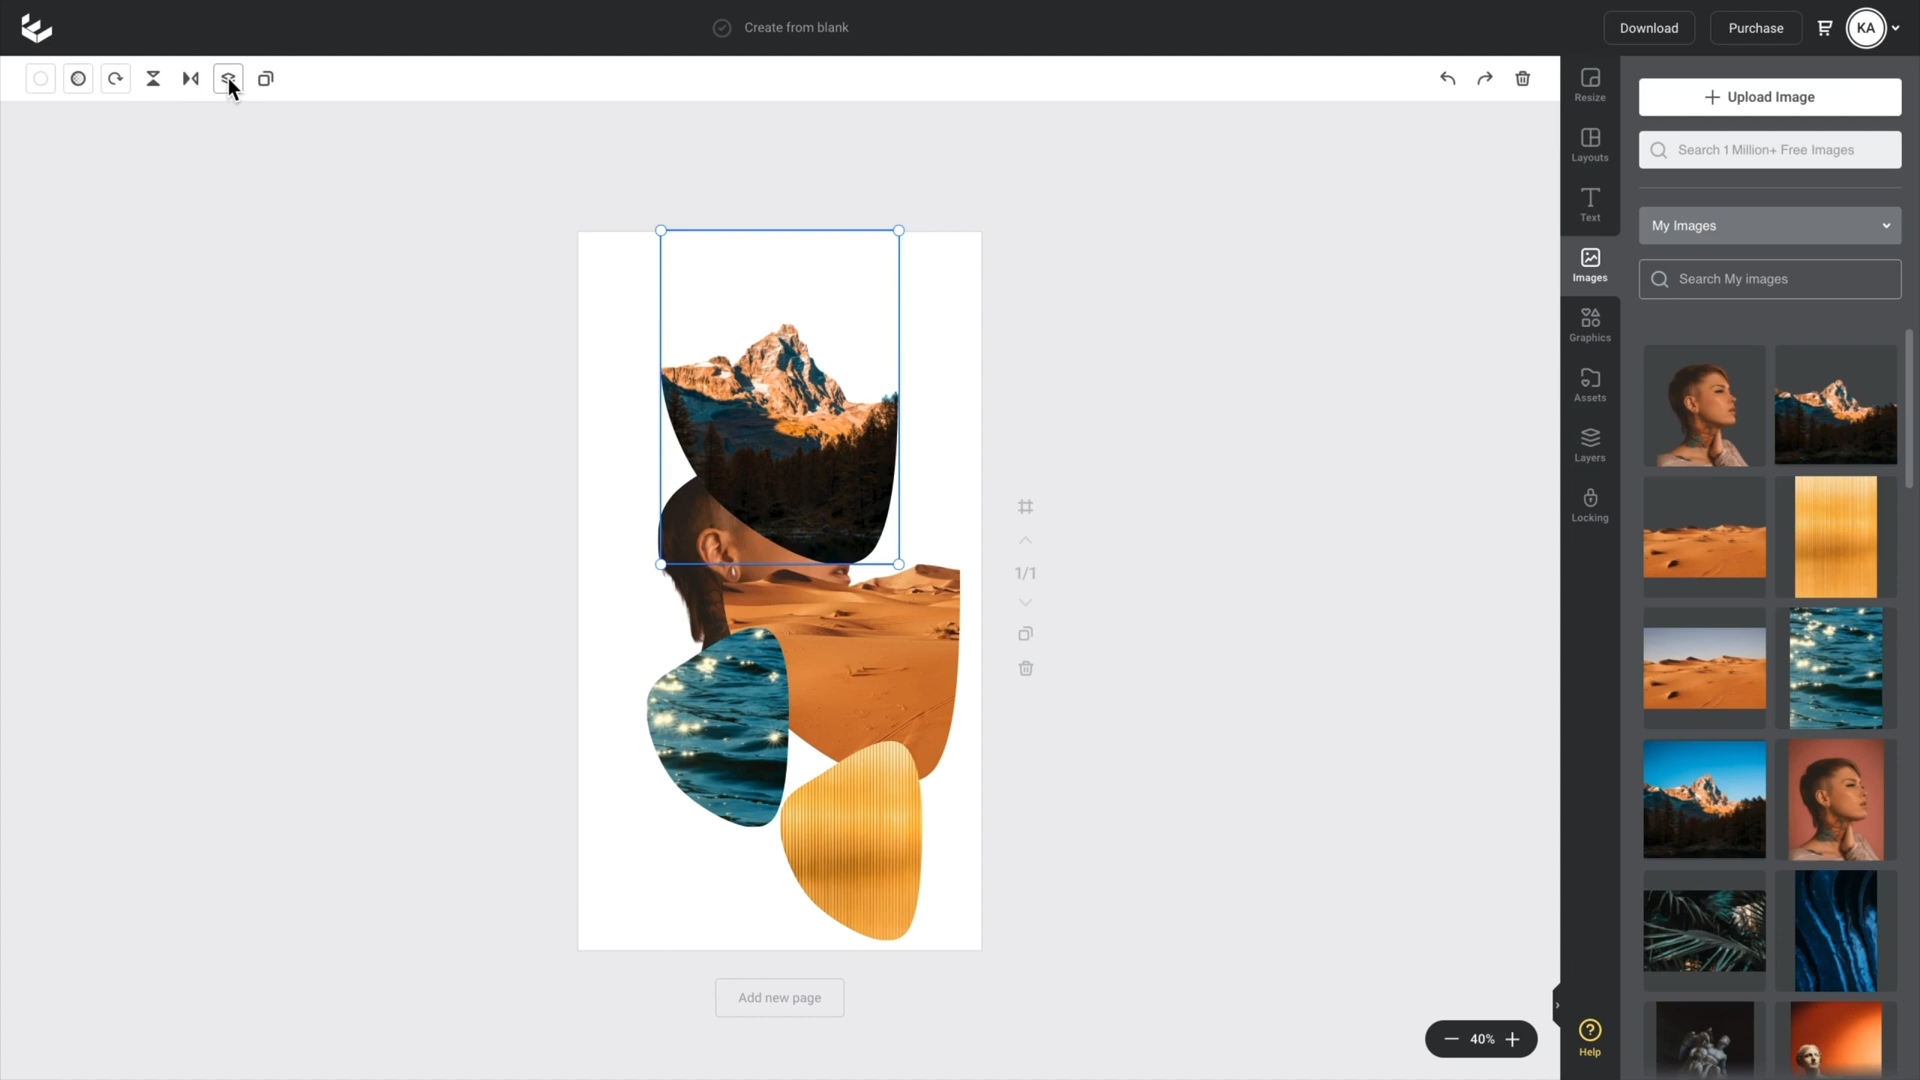 Create from blank
Download
Purchase
KA
Resize
Layouts
Text
Images
Graphics
Assets
Layers
Locking
Help
Upload Image
Search 1 Million+ Free Images
My Images
Search My images
1/1
Add new page
40%